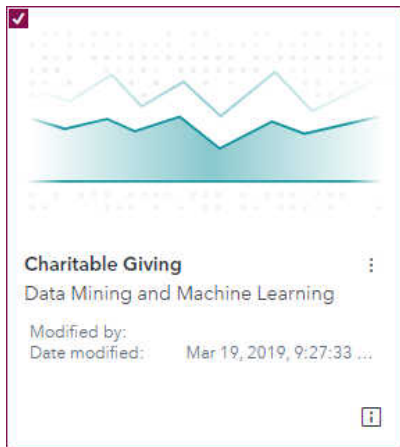 Charitable Giving
Data Mining and Machine Learning
Modified by:
Date modified: Mar 19, 2019, 9:27:33 ...